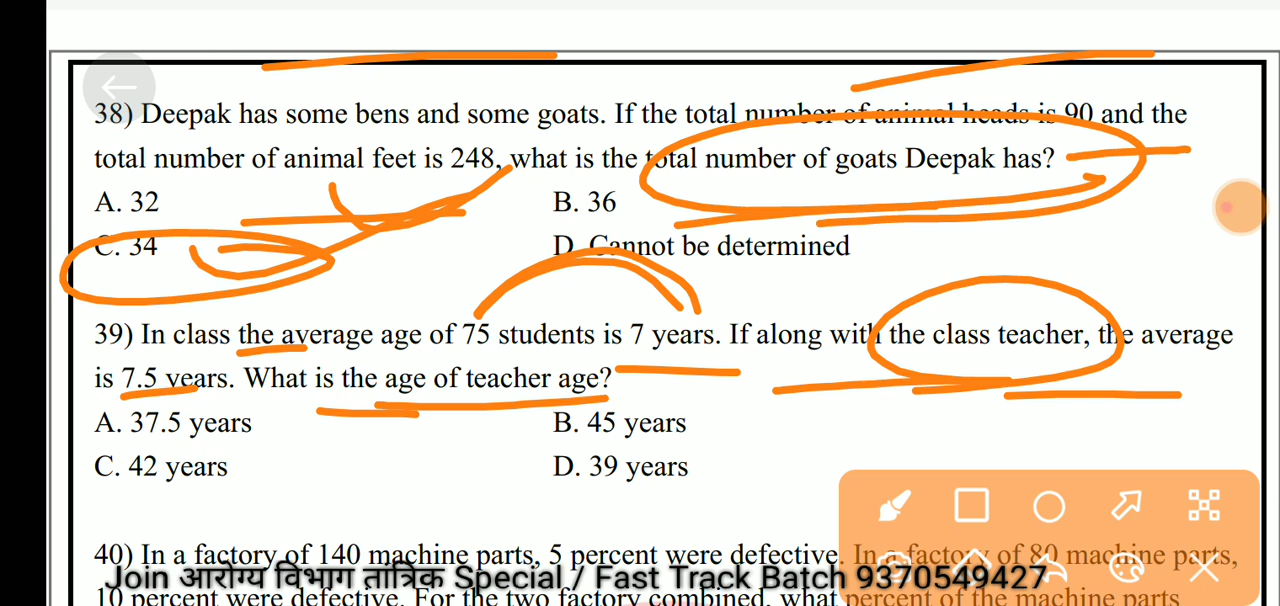 38) Deepak has some bens and some goats. If the total number of animal heads is 90 and the
total number of animal feet is 248, what is the total number of goats Deepak has?
A. 32 B. 36
C. 34 D. Cannot be determined
39) In class the average age of 75 students is 7 years. If along with the class teacher, the average
is 7.5 years. What is the age of teacher age?
A. 37.5 years B. 45 years
C. 42 years D. 39 years
40) In a factory of 140 machine parts, 5 percent were defective. In a factory of 80 machine parts,
Join आरोग्य विभाग तांत्रिक Special / Fast Track Batch 9370549427
10 percent were defective. For the two factory combined, what percent of the machine parts